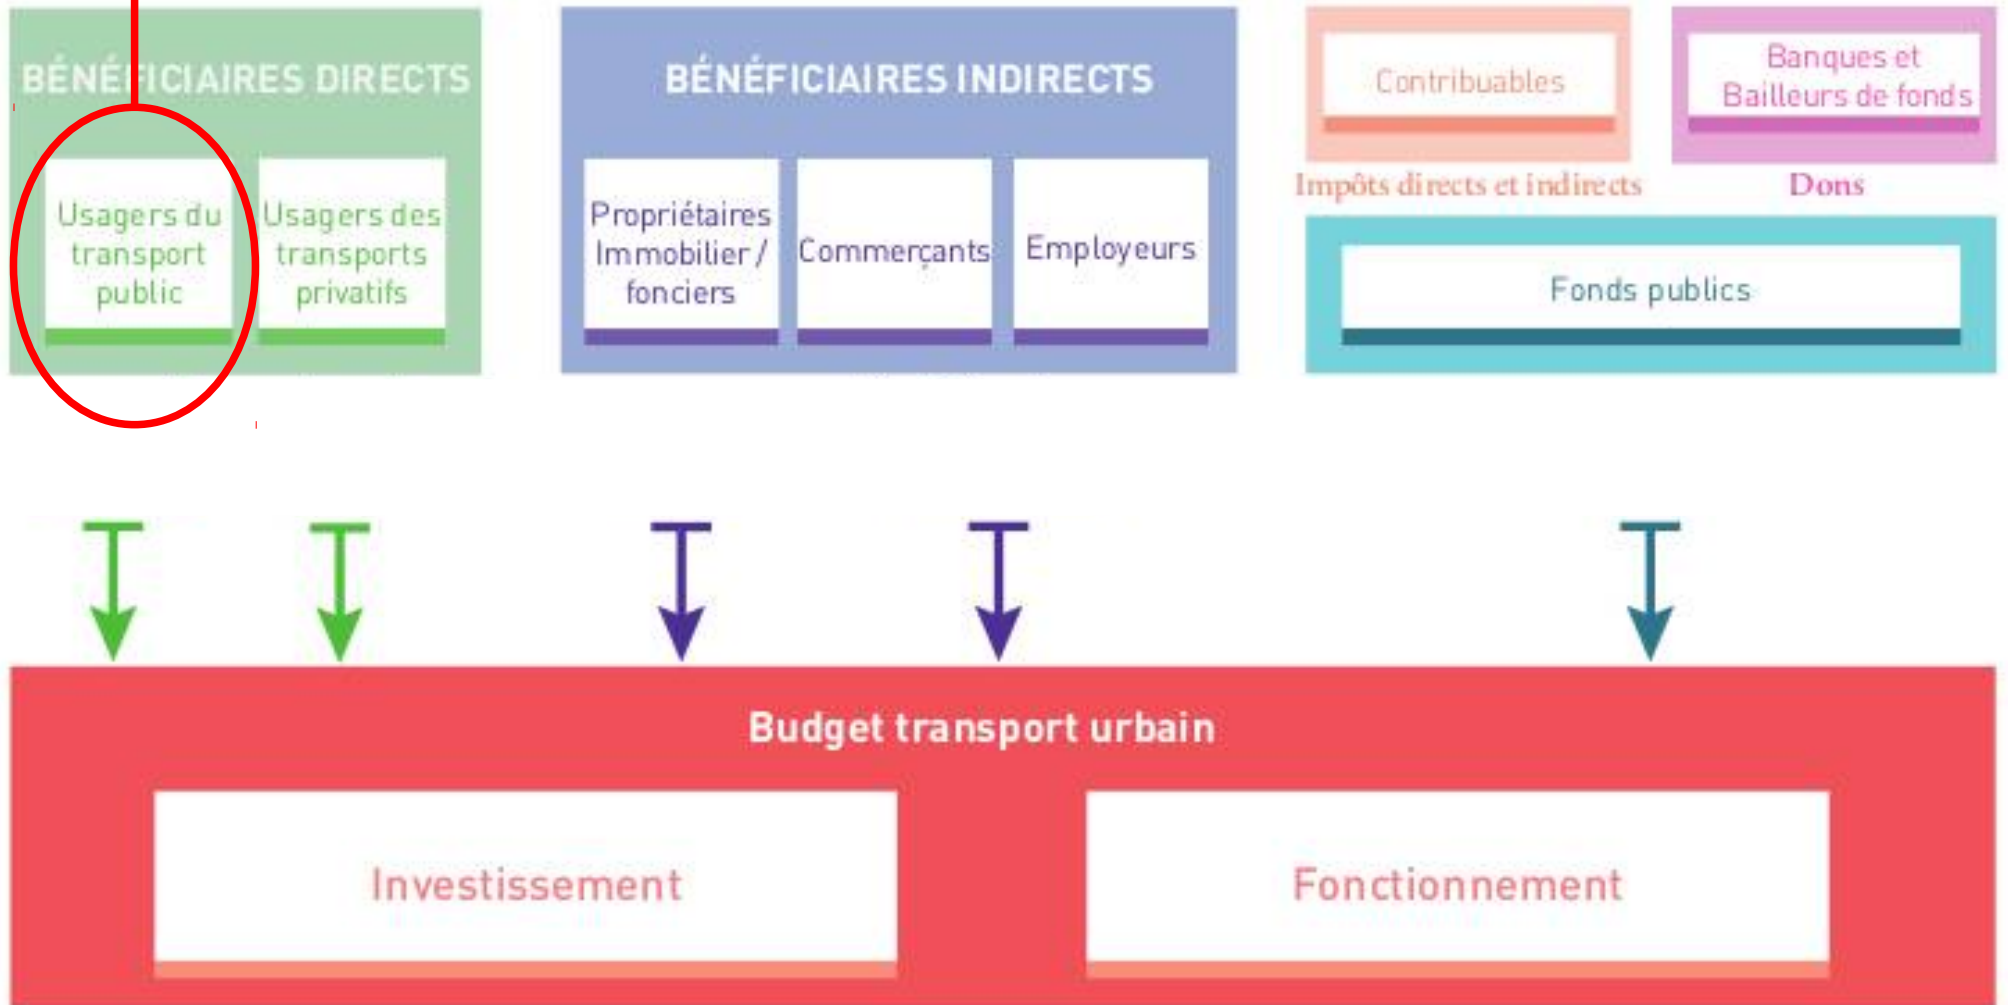 BÉNÉFICIAIRES DIRECTS
Usagers du
transport
public
Usagers des
transports
privatifs
BÉNÉFICIAIRES INDIRECTS
Propriétaires
Immobilier /
fonciers
Commerçants
Employeurs
Contribuables
Banques et
Bailleurs de fonds
Impôts directs et indirects
Dons
Fonds publics
Budget transport urbain
Investissement
Fonctionnement